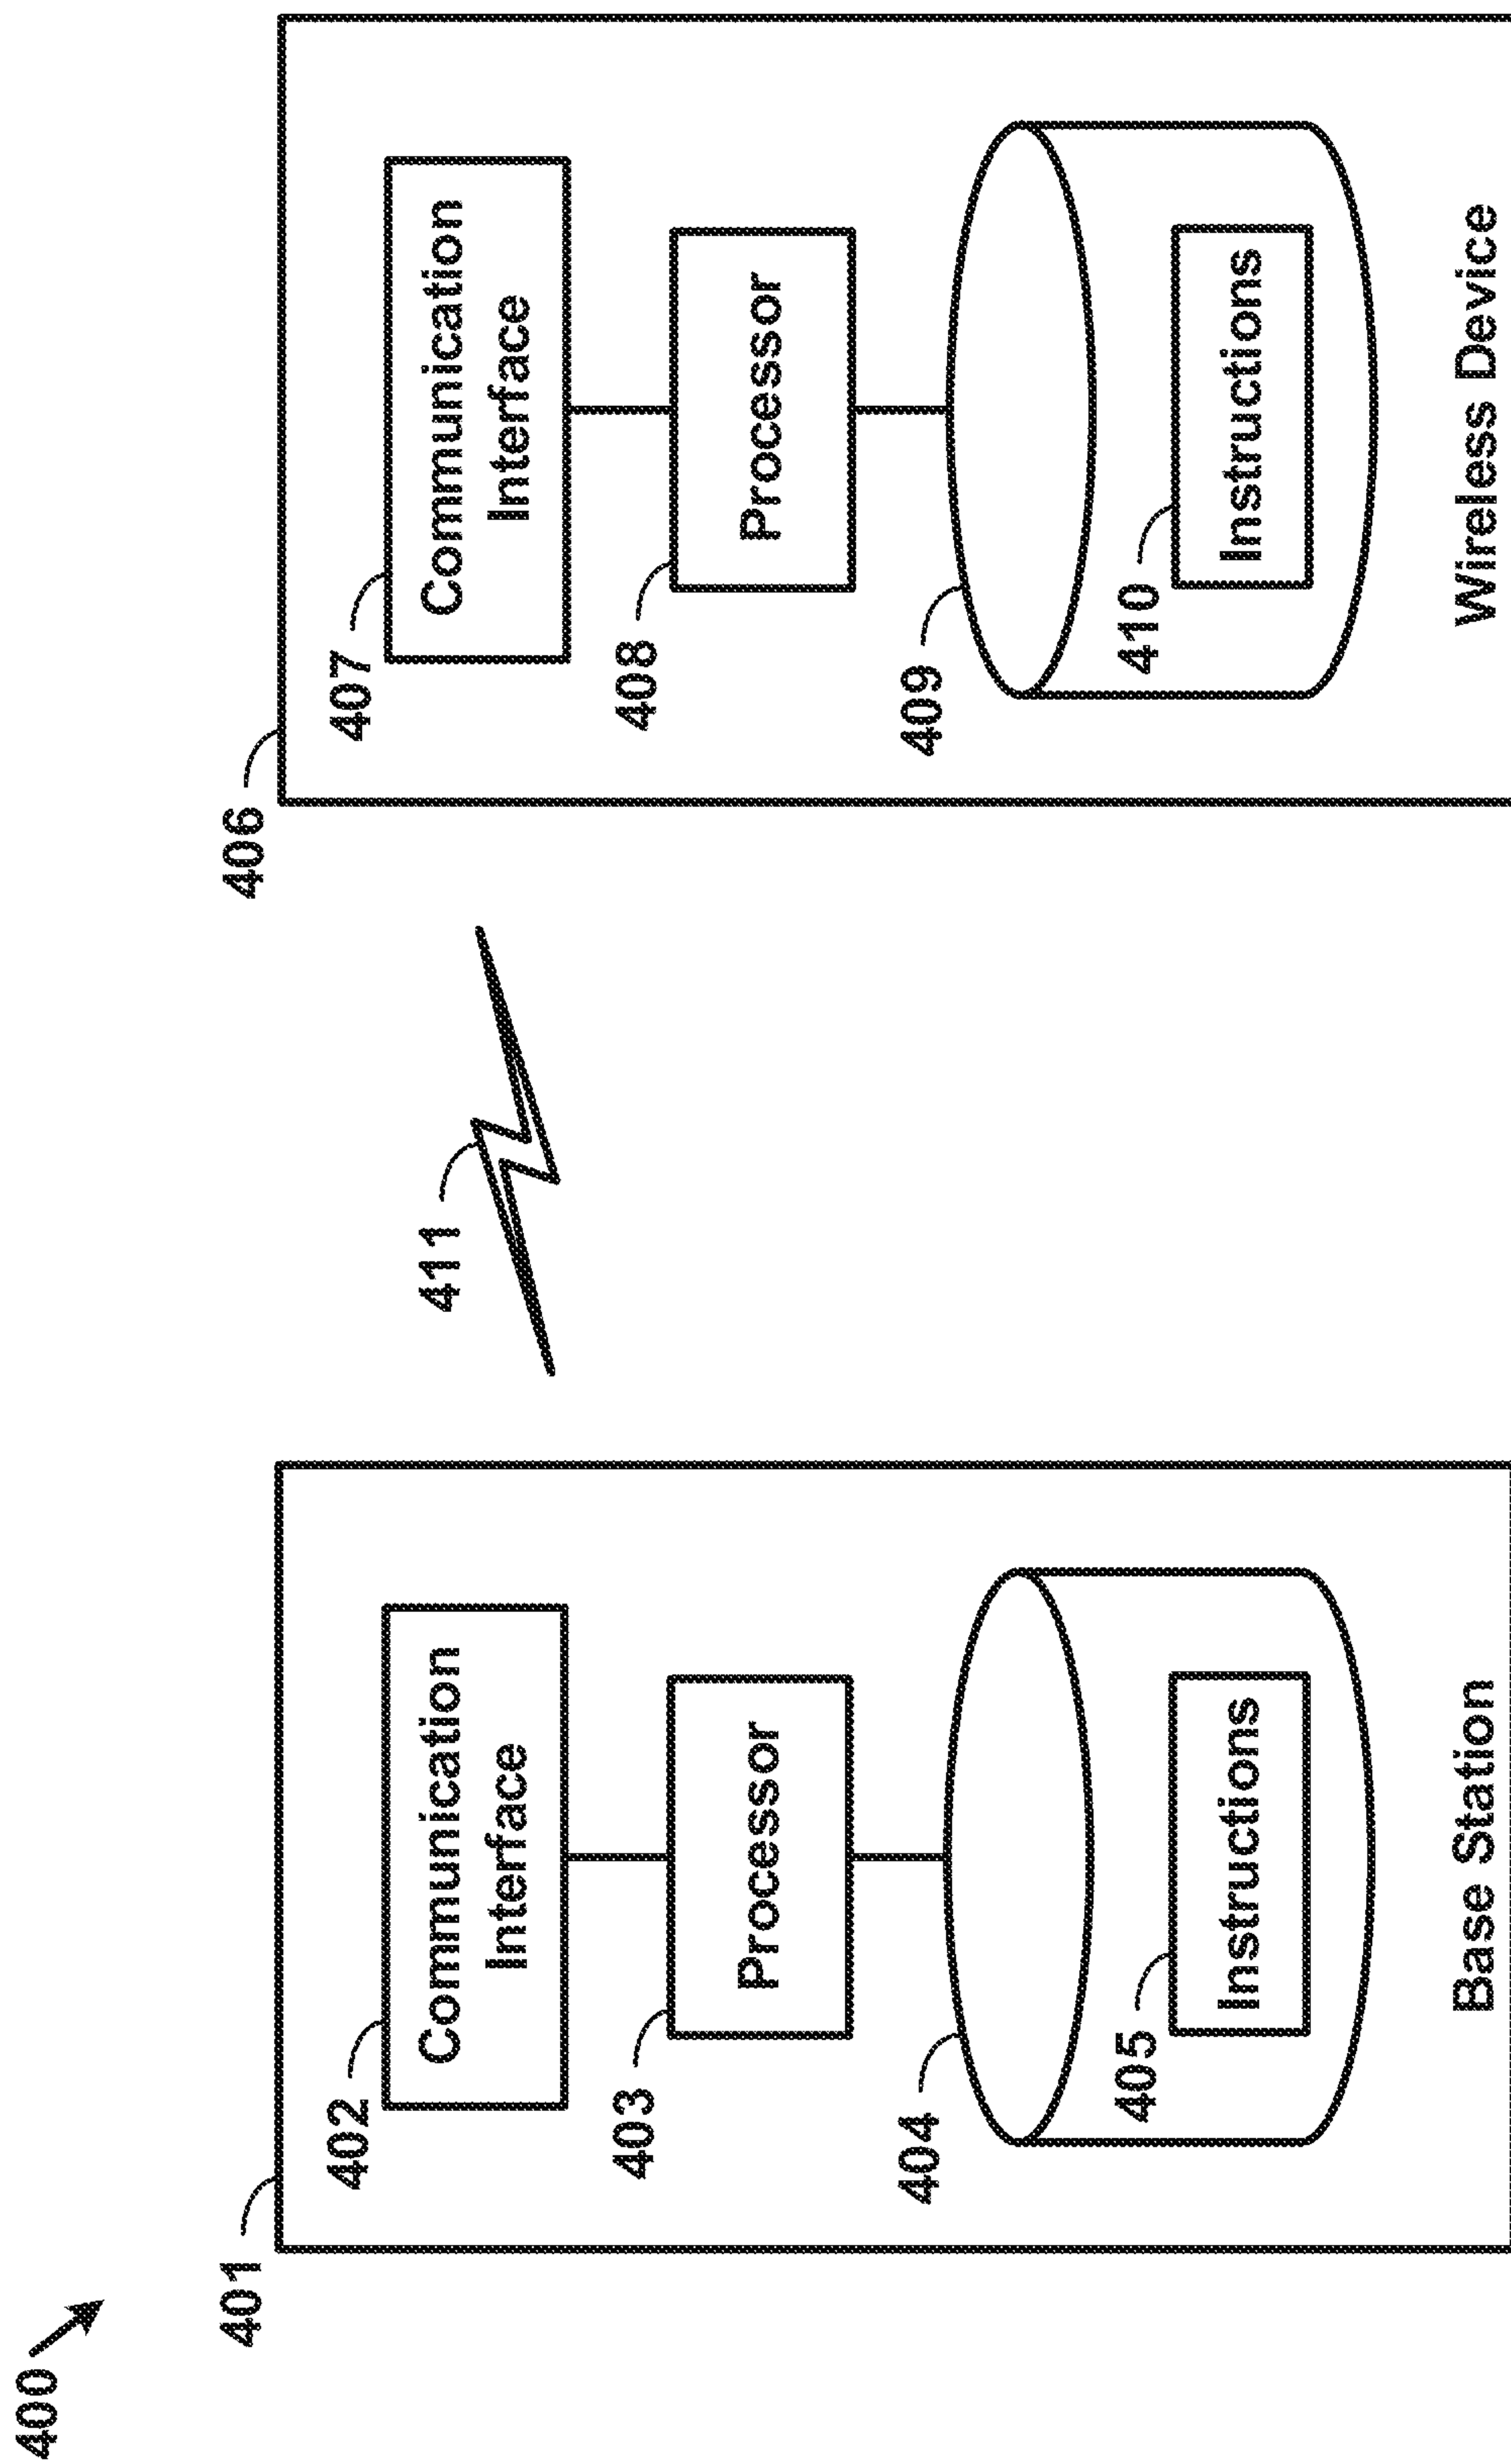 400
401
402
Communication
Interface
403
Processor
404
405
Instructions
Base Station
411
406
407
Communication
Interface
408
Processor
409
410
Instructions
Wireless Device